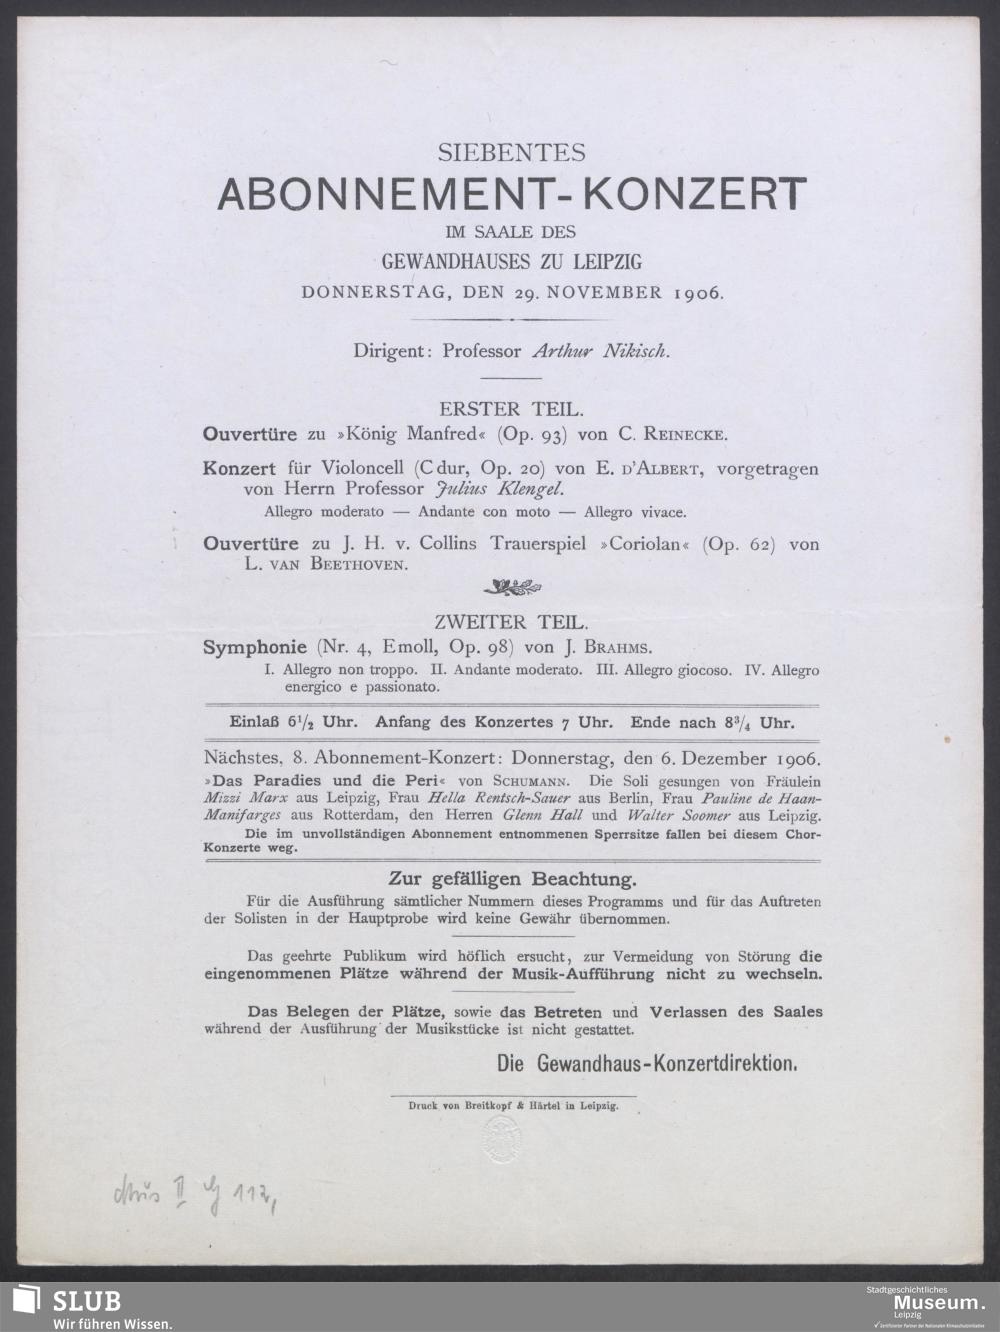 SIEBENTES
ABONNEMENT-KONZERT
IM SAALE DES
GEWANDHAUSES ZU LEIPZIG
DONNERSTAG, DEN 29. NOVEMBER 1906.
Dirigent: Professor Arthur Nikisch.
ERSTER TEIL.
Ouvertüre zu »König Manfred« (Op. 93) von C. REINECKE.
Konzert für Violoncell (C dur, Op. 20) von E. D'ALBERT, vorgetragen
von Herrn Professor Julius Klengel.
Allegro moderato — Andante con moto — Allegro vivace.
Ouvertüre zu J. H. v. Collins Trauerspiel »Coriolan« (Op. 62) von
L. VAN BEETHOVEN.
ZWEITER TEIL.
Symphonie (Nr. 4, E moll, Op. 98) von J. BRAHMS.
I. Allegro non troppo. II. Andante moderato. III. Allegro giocoso. IV. Allegro
energico e passionato.
Einlaß 6 1/2 Uhr. Anfang des Konzertes 7 Uhr. Ende nach 8 3/4 Uhr.
Nächstes, 8. Abonnement-Konzert: Donnerstag, den 6. Dezember 1906.
»Das Paradies und die Peri« von SCHUMANN. Die Soli gesungen von Fräulein
Mizzi Marx aus Leipzig, Frau Hella Rentsch-Sauer aus Berlin, Frau Pauline de Haan-
Manifarges aus Rotterdam, den Herren Glenn Hall und Walter Soomer aus Leipzig.
Die im unvollständigen Abonnement entnommenen Sperrsitze fallen bei diesem Chor-
Konzerte weg.
Zur gefälligen Beachtung.
Für die Ausführung sämtlicher Nummern dieses Programms und für das Auftreten
der Solisten in der Hauptprobe wird keine Gewähr übernommen.
Das geehrte Publikum wird höflich ersucht, zur Vermeidung von Störung die
eingenommenen Plätze während der Musik-Aufführung nicht zu wechseln.
Das Belegen der Plätze, sowie das Betreten und Verlassen des Saales
während der Ausführung der Musikstücke ist nicht gestattet.
Die Gewandhaus-Konzertdirektion.
Druck von Breitkopf & Härtel in Leipzig.
Mus II G 112,
SLUB
Wir führen Wissen.
Stadtgeschichtliches
Museum.
Leipzig
Zertifizierter Partner der Nationalen Klimaschutzinitiative